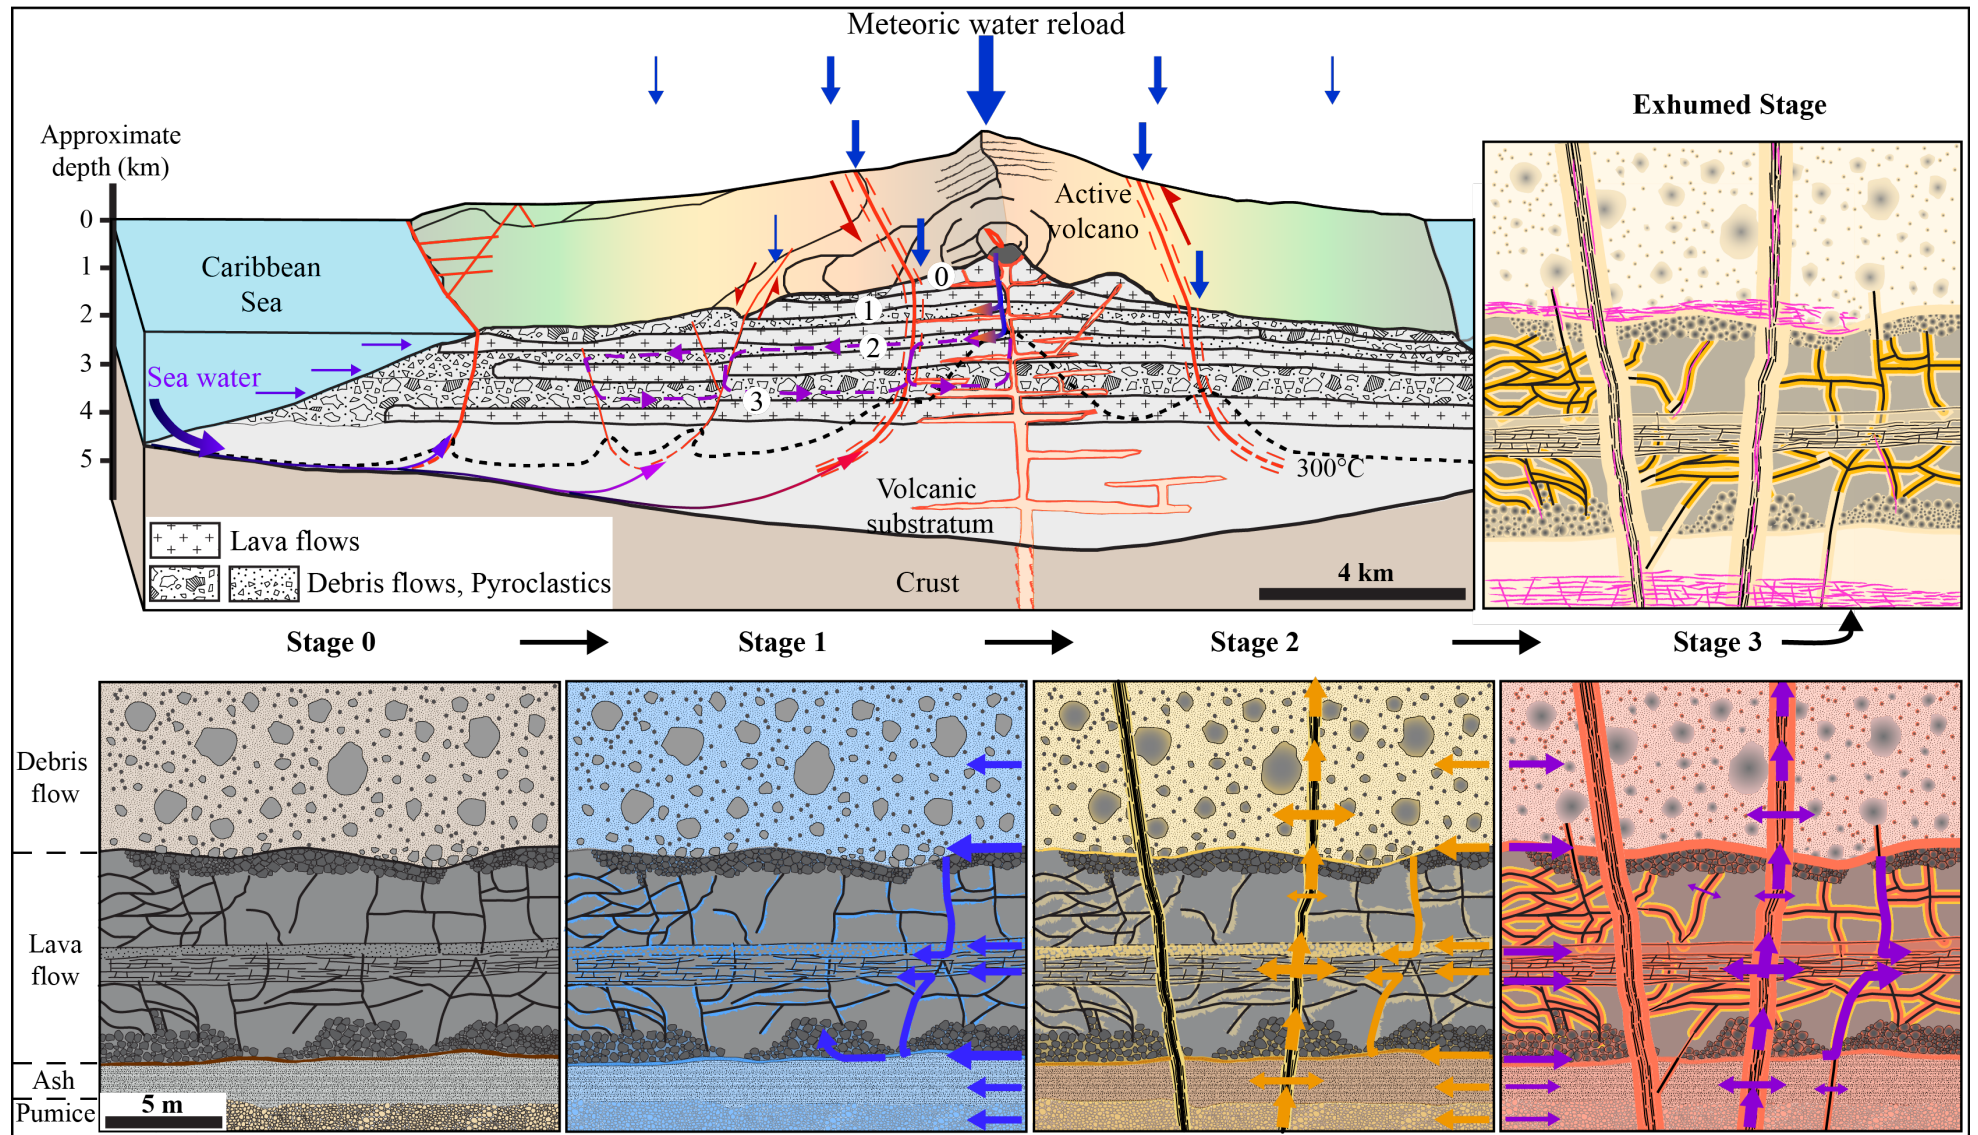 Meteoric water reload
Approximate
depth (km)
0
1
2
3
4
5
Caribbean
Sea
Sea water
Active
volcano
0
1
2
3
300°C
Volcanic
substratum
Crust
Lava flows
Debris flows, Pyroclastics
4 km
Exhumed Stage
Stage 0
Stage 1
Stage 2
Stage 3
Debris
flow
Lava
flow
Ash
Pumice
5 m